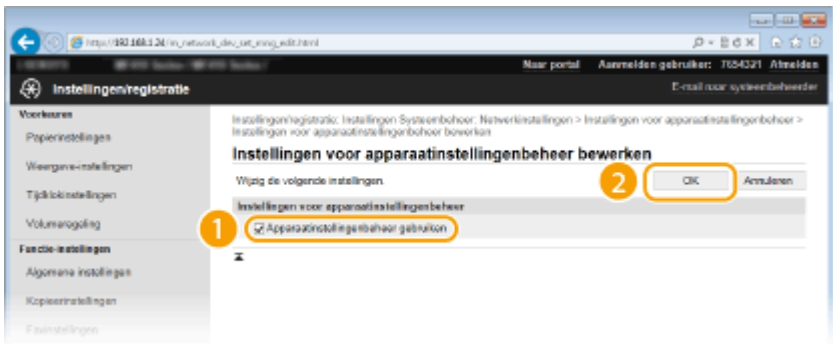 http://192.168.1.24/m_network_dev_set_mng_edit.html
Naar portal Aanmelden gebruiker: 7654321 Afmelden
Instellingen/registratie E-mail naar systeembeheerder
Voorkeuren
Papierinstellingen
Weergave-instellingen
Tijdklokinstellingen
Volumeregeling
Functie-instellingen
Algemene instellingen
Kopieerinstellingen
Faxinstellingen
Instellingen/registratie: Instellingen Systeembeheer: Netwerkinstellingen > Instellingen voor apparaatinstellingenbeheer >
Instellingen voor apparaatinstellingenbeheer bewerken
Instellingen voor apparaatinstellingenbeheer bewerken
Wijzig de volgende instellingen.
2 OK Annuleren
Instellingen voor apparaatinstellingenbeheer
1 Apparaatinstellingenbeheer gebruiken